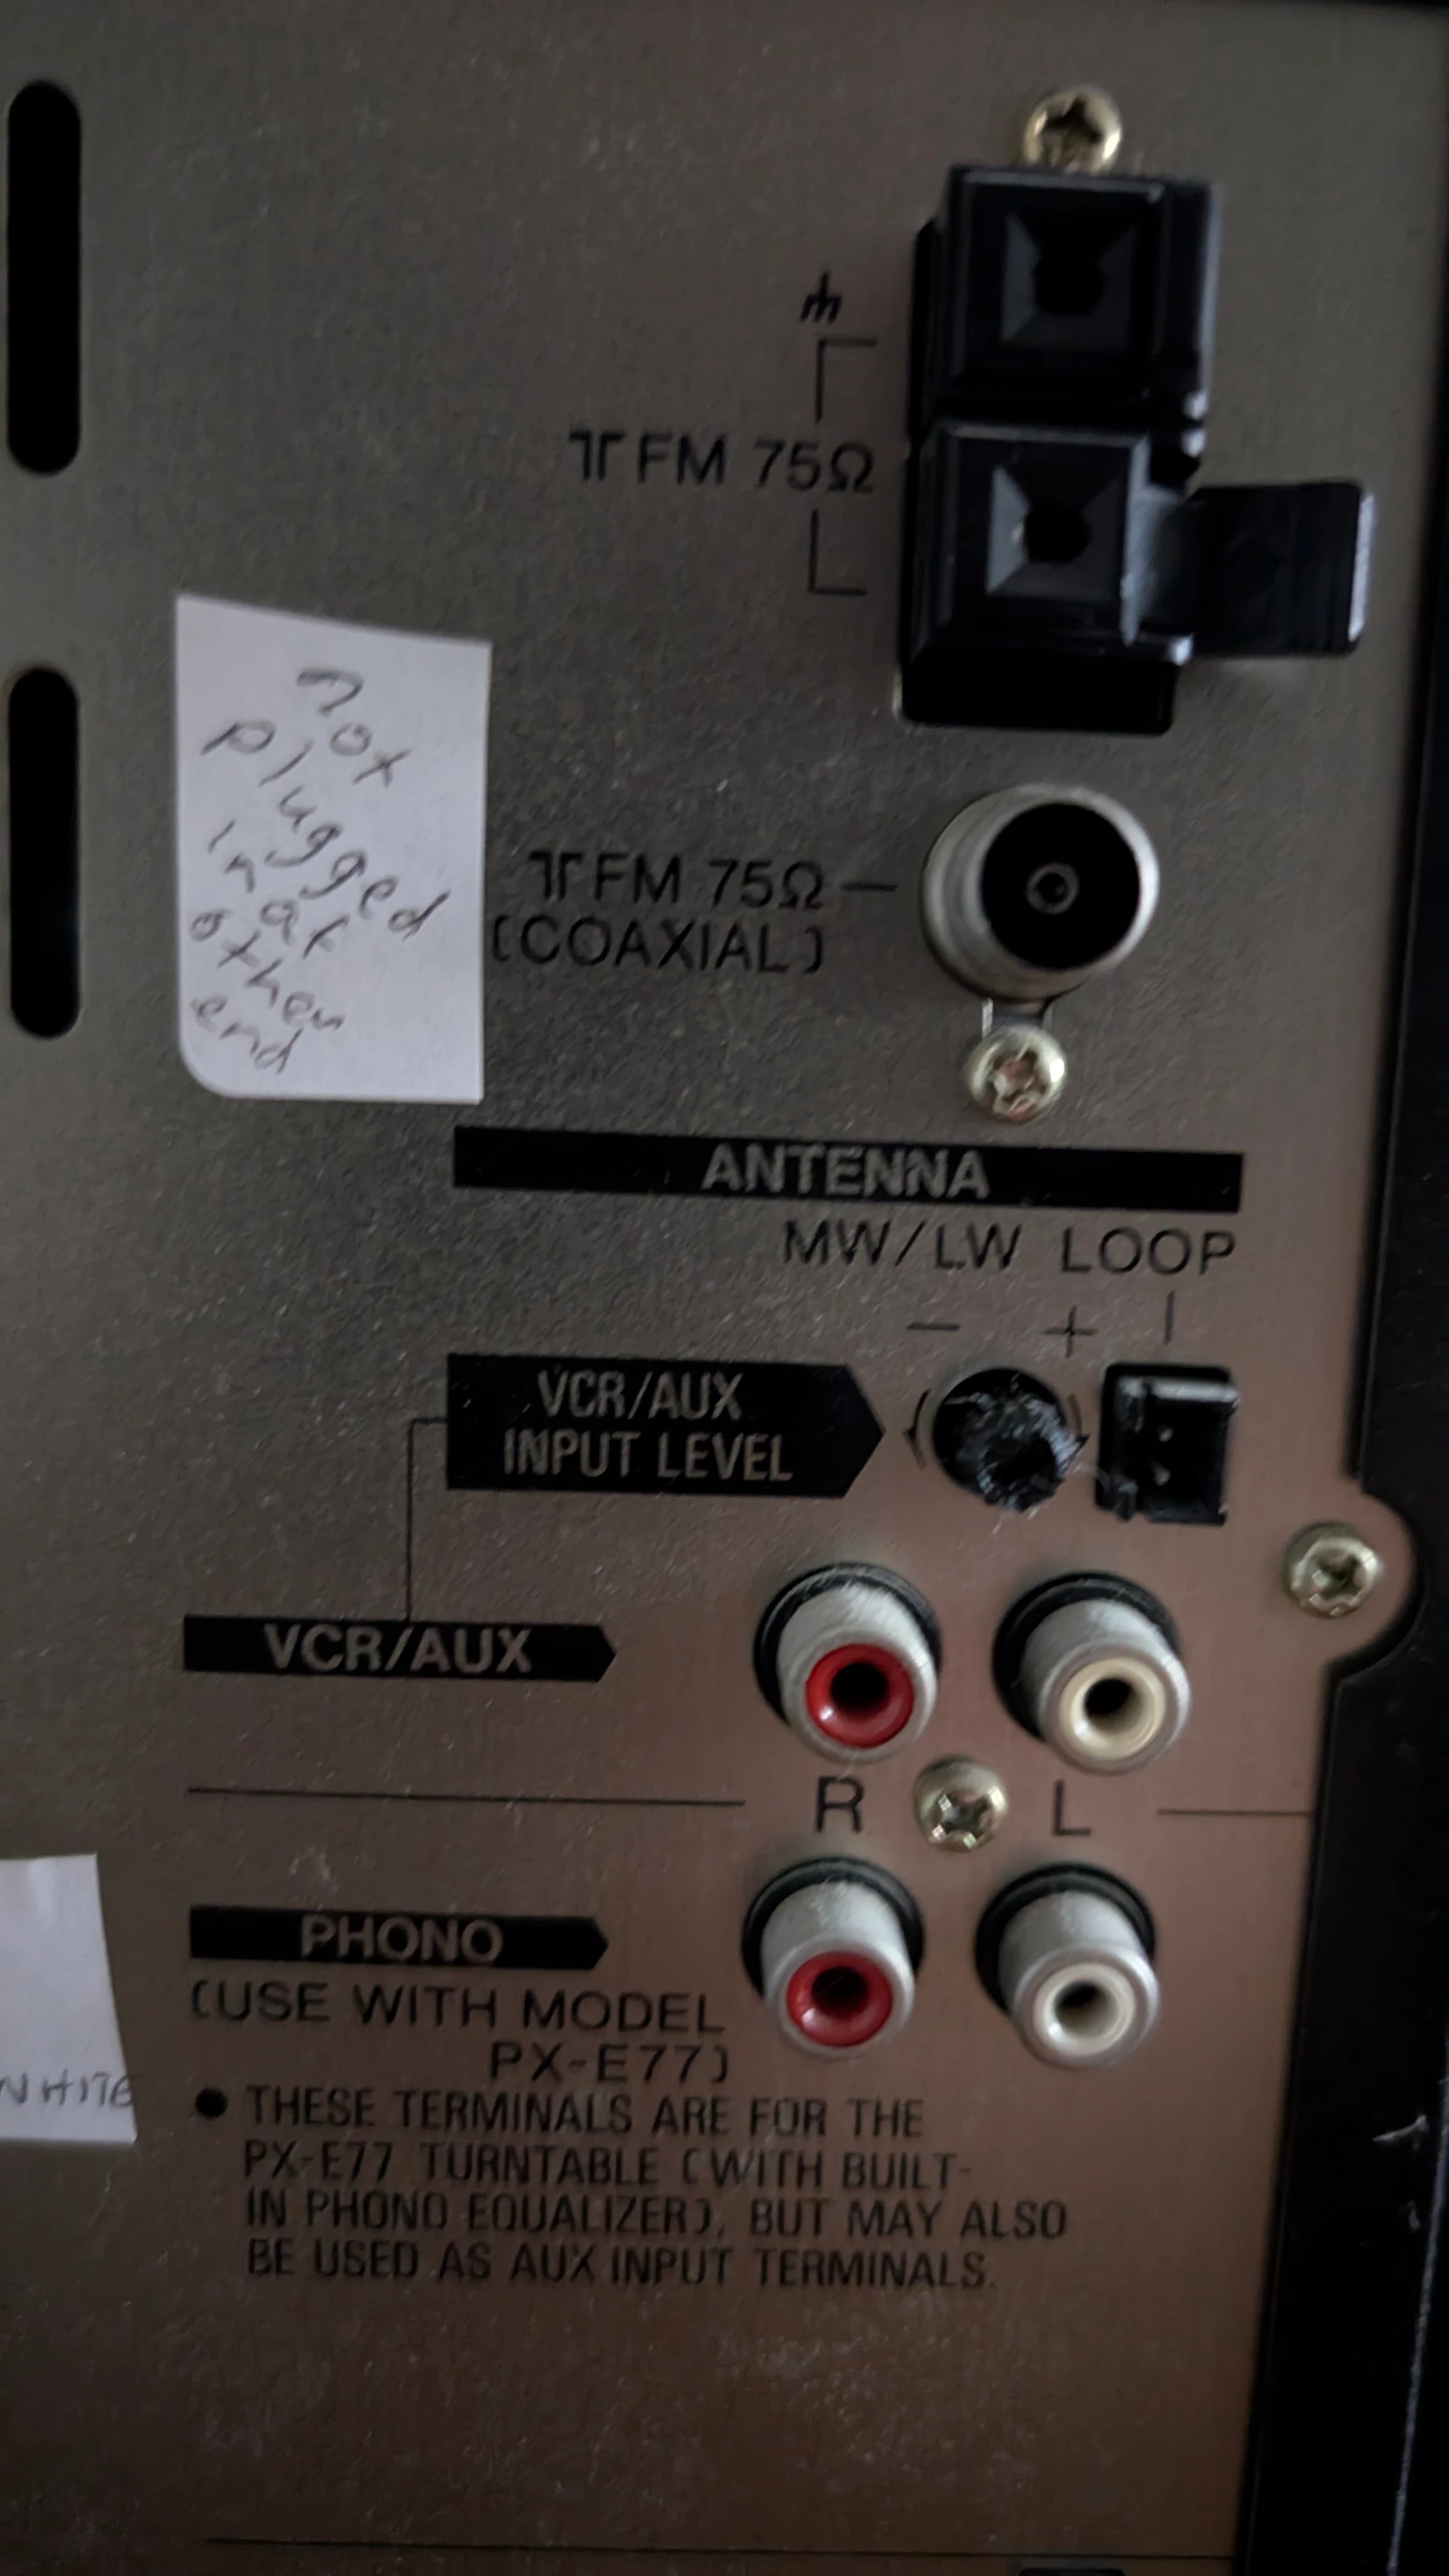 FM 75Ω
not
plugged
in at
other
end
FM 75Ω
(COAXIAL)
ANTENNA
MW/LW LOOP
− +
VCR/AUX
INPUT LEVEL
VCR/AUX
R L
PHONO
(USE WITH MODEL
PX-E77)
WHITE
● THESE TERMINALS ARE FOR THE
PX-E77 TURNTABLE (WITH BUILT-
IN PHONO EQUALIZER), BUT MAY ALSO
BE USED AS AUX INPUT TERMINALS.